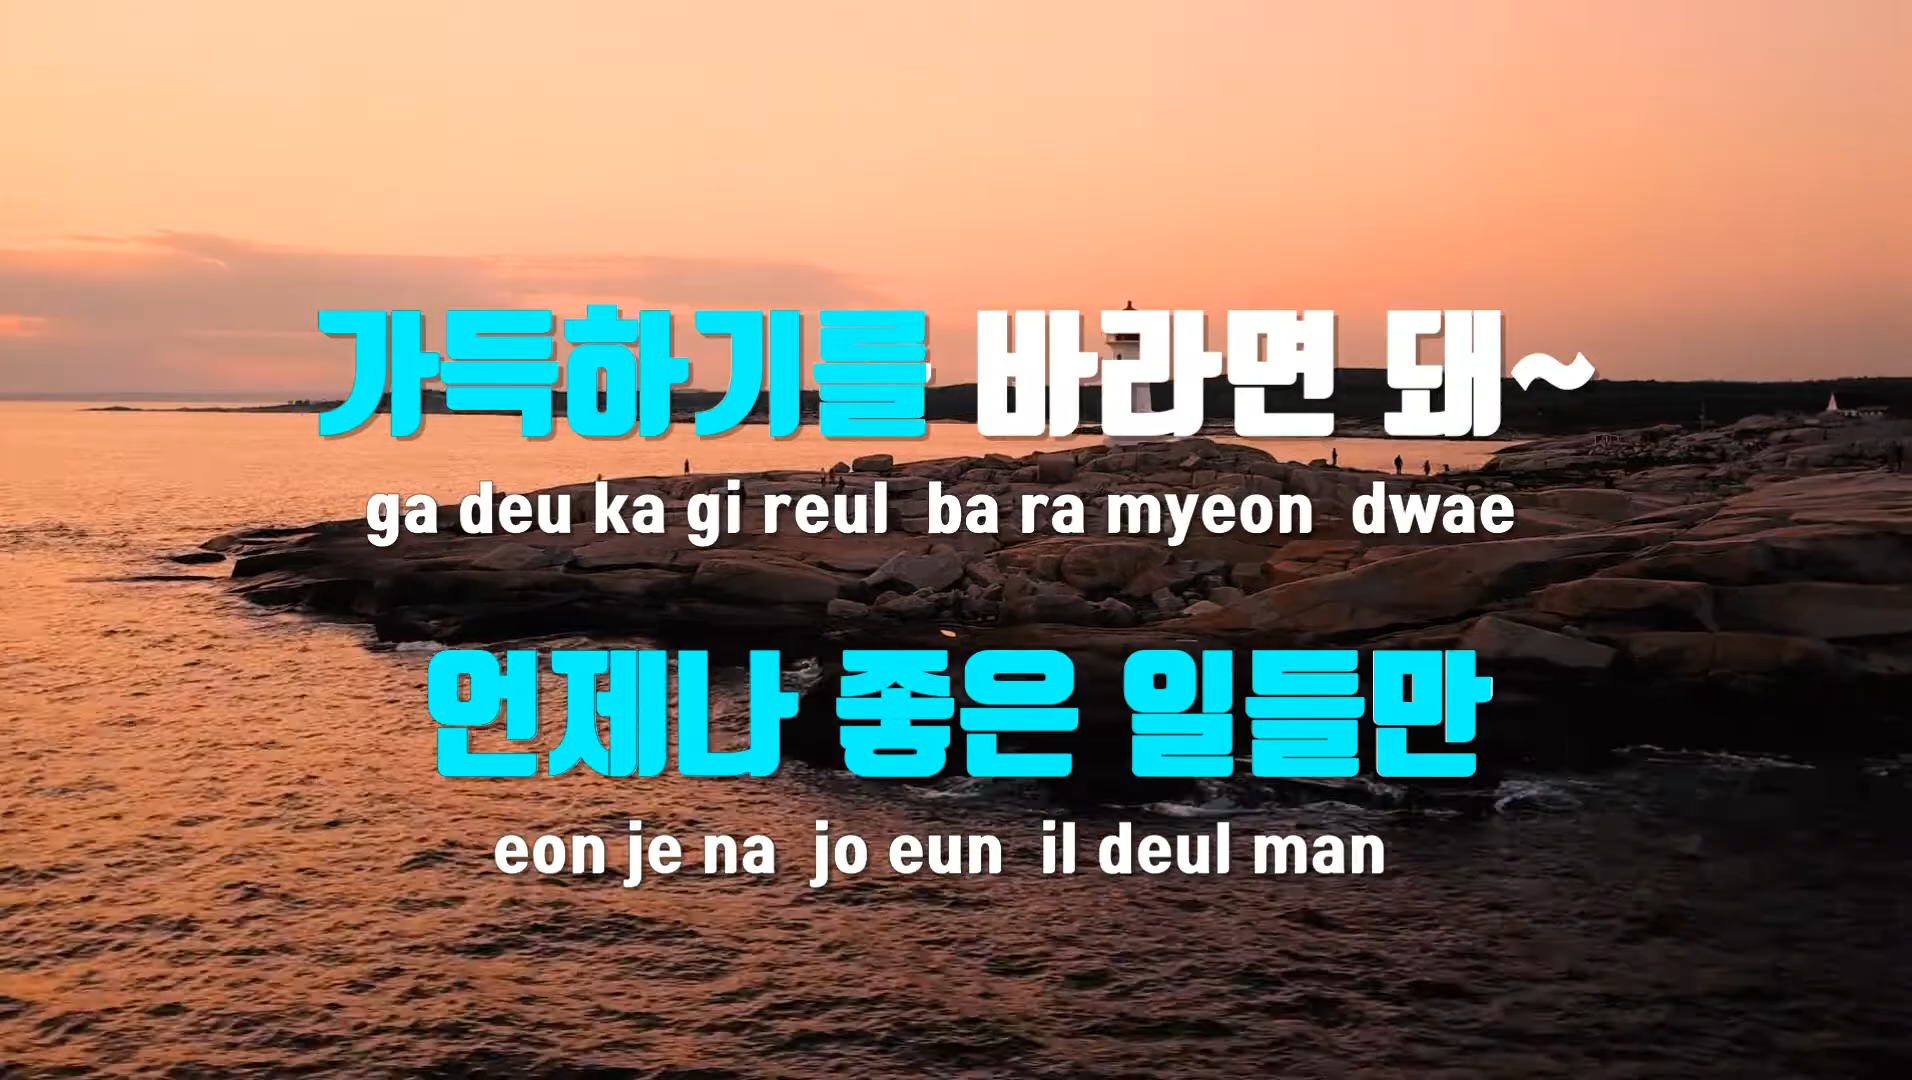 가득하기를 바라면 돼~
ga deu ka gi reul ba ra myeon dwae
언제나 좋은 일들만
eon je na jo eun il deul man